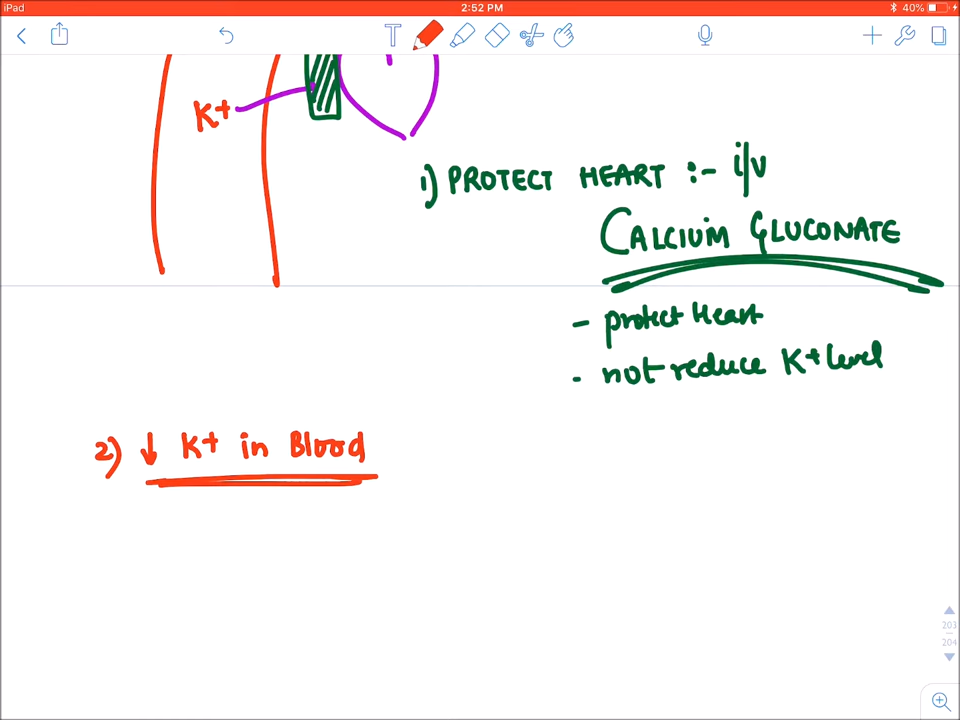 iPad
2:52 PM
40%
T
K+
1) PROTECT HEART :- i/v
CALCIUM GLUCONATE
- protect Heart
- not reduce K+ level
2) ↓ K+ in Blood
203
204